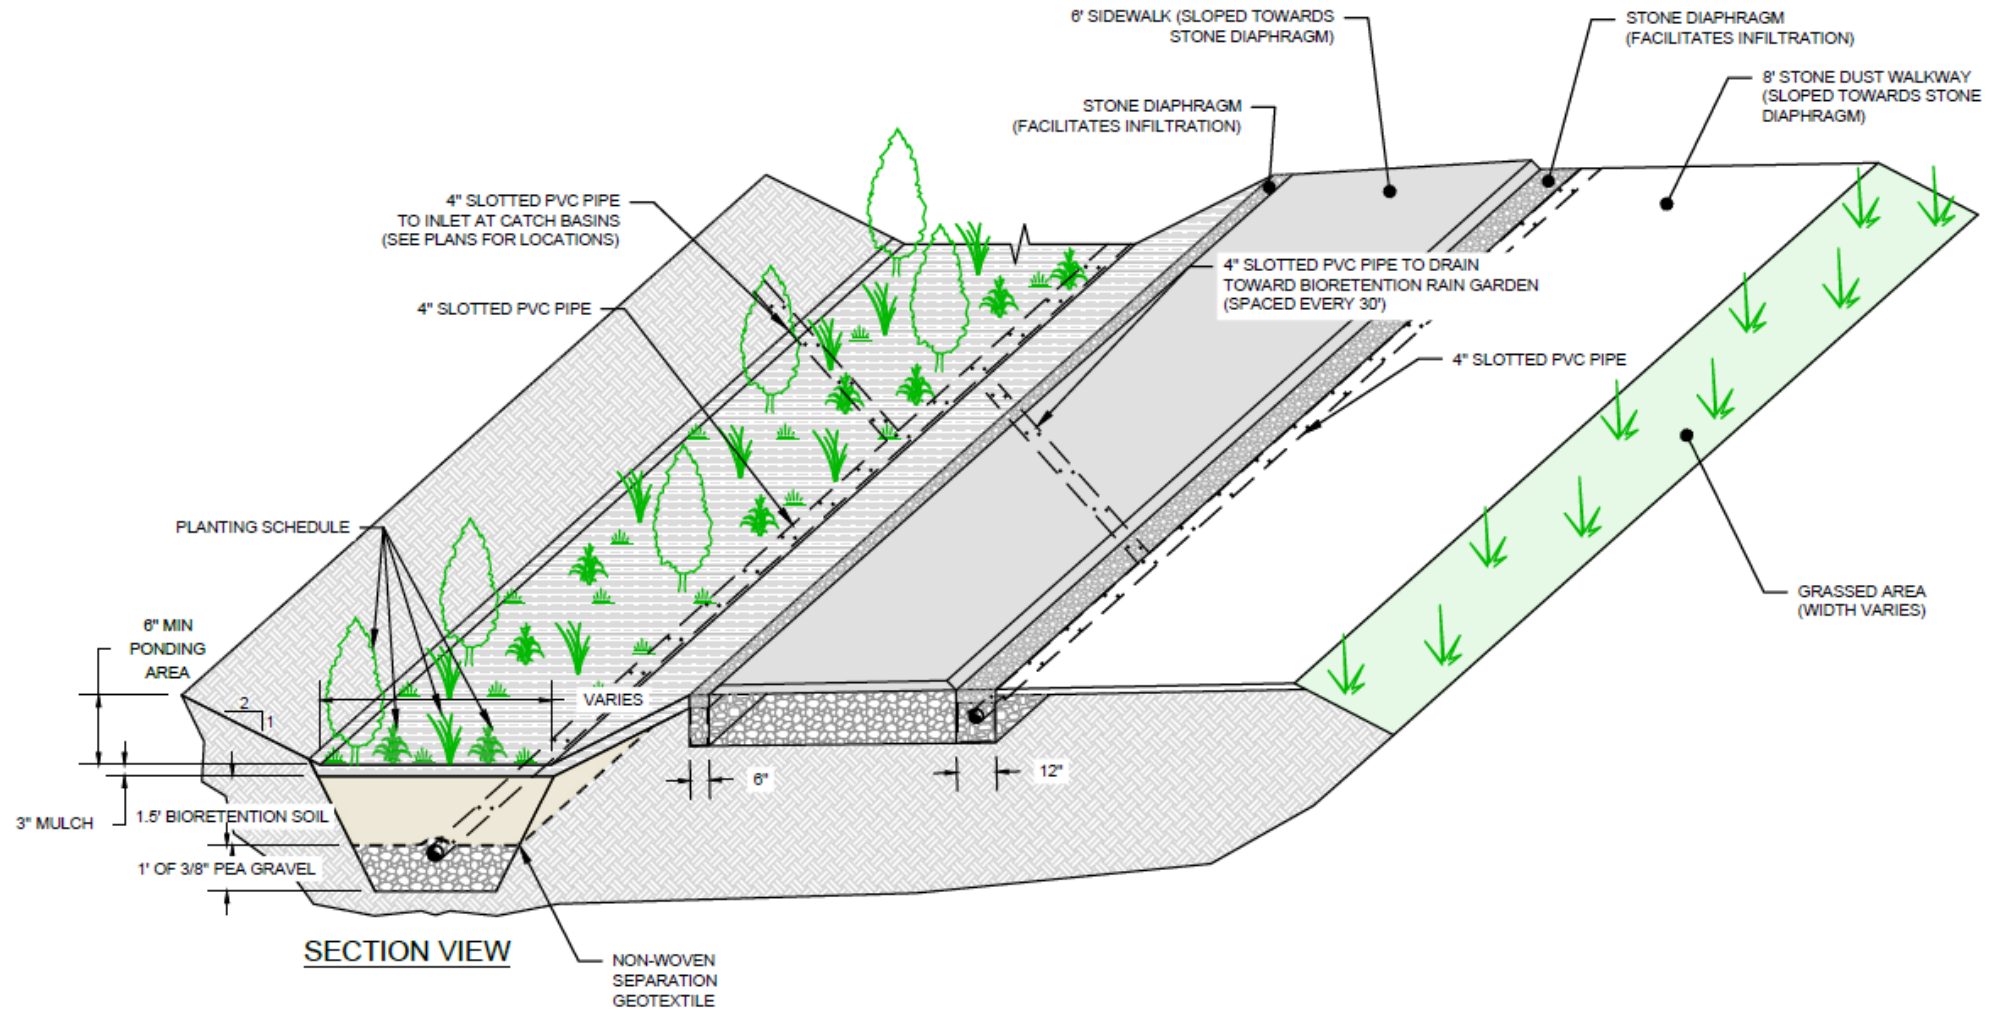 6' SIDEWALK (SLOPED TOWARDS
STONE DIAPHRAGM)
STONE DIAPHRAGM
(FACILITATES INFILTRATION)
8' STONE DUST WALKWAY
(SLOPED TOWARDS STONE
DIAPHRAGM)
STONE DIAPHRAGM
(FACILITATES INFILTRATION)
4" SLOTTED PVC PIPE
TO INLET AT CATCH BASINS
(SEE PLANS FOR LOCATIONS)
4" SLOTTED PVC PIPE TO DRAIN
TOWARD BIORETENTION RAIN GARDEN
(SPACED EVERY 30')
4" SLOTTED PVC PIPE
4" SLOTTED PVC PIPE
PLANTING SCHEDULE
GRASSED AREA
(WIDTH VARIES)
6" MIN
PONDING
AREA
2
1
VARIES
6"
12"
3" MULCH
1.5' BIORETENTION SOIL
1' OF 3/8" PEA GRAVEL
SECTION VIEW
NON-WOVEN
SEPARATION
GEOTEXTILE